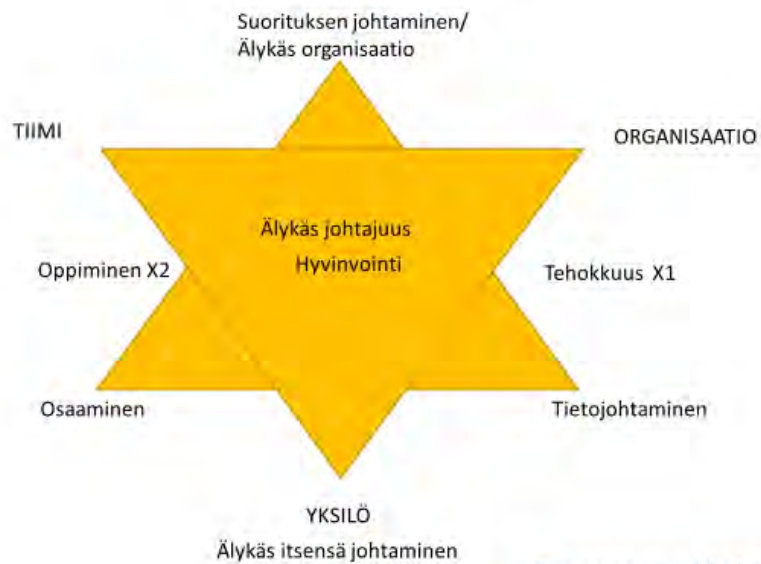 Suorituksen johtaminen/
Älykäs organisaatio
TIIMI
ORGANISAATIO
Älykäs johtajuus
Hyvinvointi
Oppiminen X2
Tehokkuus X1
Osaaminen
Tietojohtaminen
YKSILÖ
Älykäs itsensä johtaminen